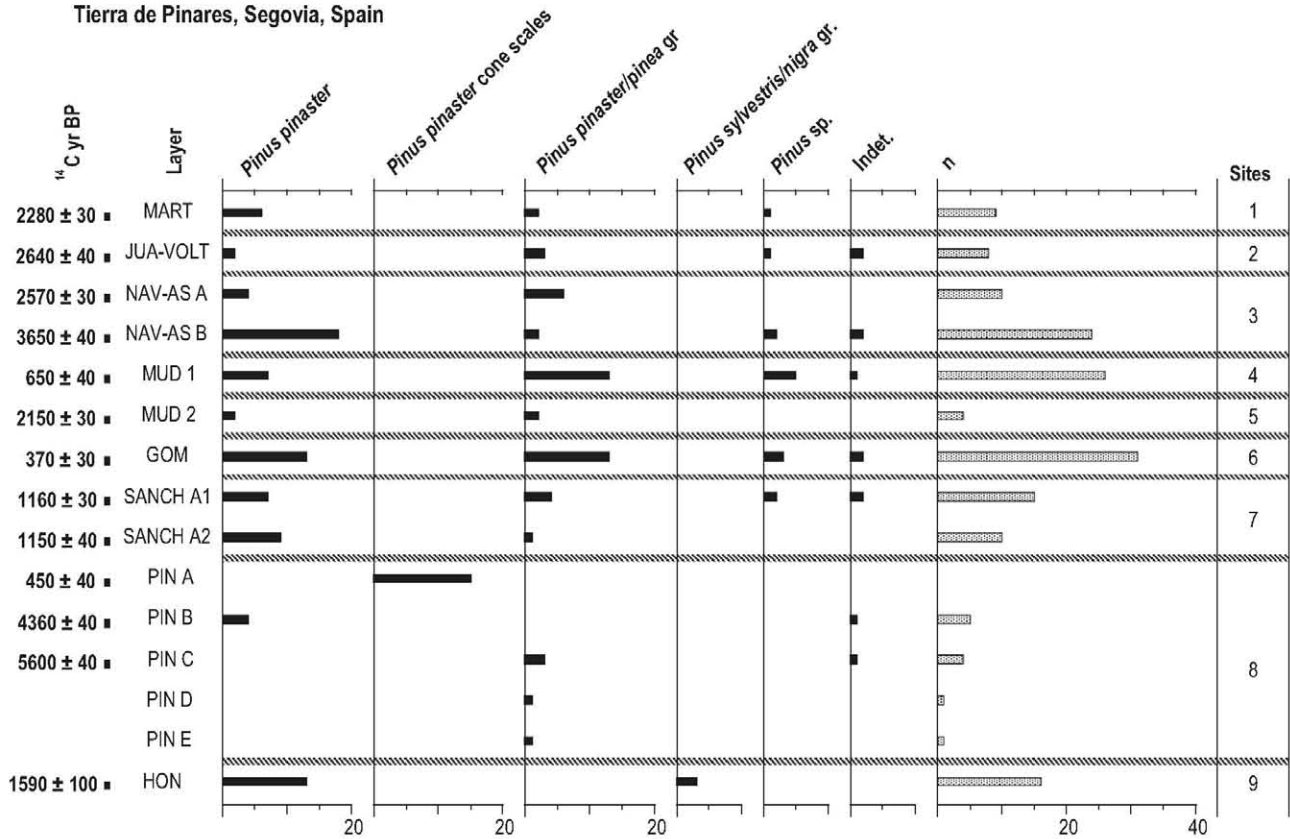 Tierra de Pinares, Segovia, Spain
¹⁴C yr BP
Layer
Pinus pinaster
Pinus pinaster cone scales
Pinus pinaster/pinea gr
Pinus sylvestris/nigra gr.
Pinus sp.
Indet.
n
Sites
2280 ± 30 MART 1
2640 ± 40 JUA-VOLT 2
2570 ± 30 NAV-AS A
3
3650 ± 40 NAV-AS B
650 ± 40 MUD 1 4
2150 ± 30 MUD 2 5
370 ± 30 GOM 6
1160 ± 30 SANCH A1
7
1150 ± 40 SANCH A2
450 ± 40 PIN A
4360 ± 40 PIN B
5600 ± 40 PIN C
8
PIN D
PIN E
1590 ± 100 HON 9
20 20 20 20 40